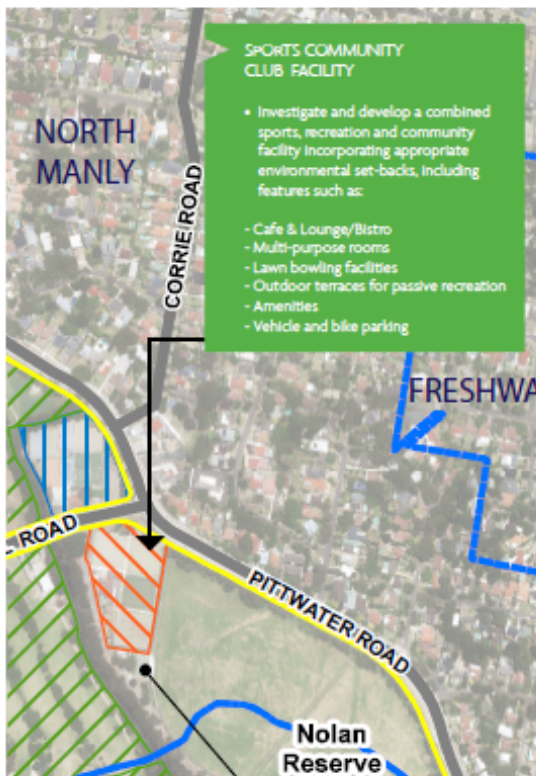 SPORTS COMMUNITY
CLUB FACILITY
• Investigate and develop a combined
sports, recreation and community
facility incorporating appropriate
environmental set-backs, including
features such as:
- Cafe & Lounge/Bistro
- Multi-purpose rooms
- Lawn bowling facilities
- Outdoor terraces for passive recreation
- Amenities
- Vehicle and bike parking
NORTH
MANLY
CORRIE ROAD
FRESHWA
L ROAD
PITTWATER ROAD
Nolan
Reserve